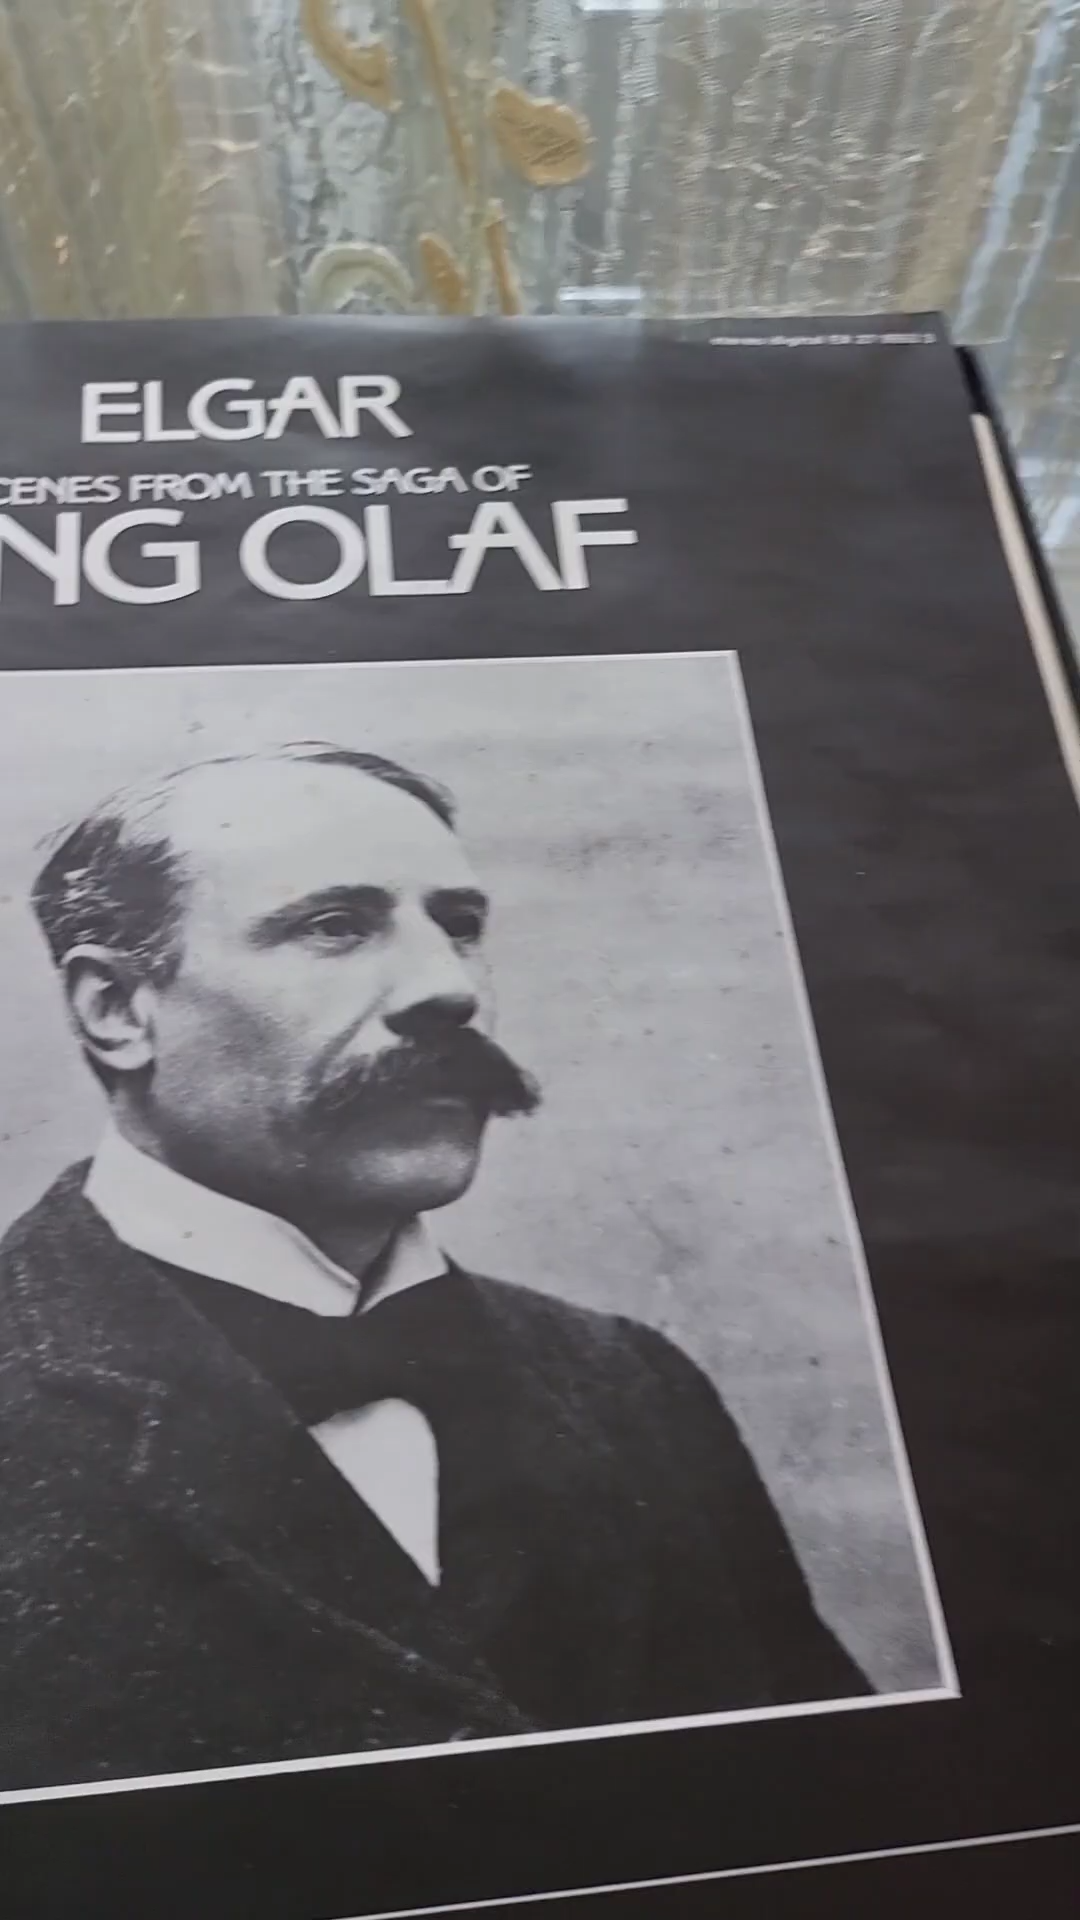 ELGAR
CENES FROM THE SAGA OF
NG OLAF